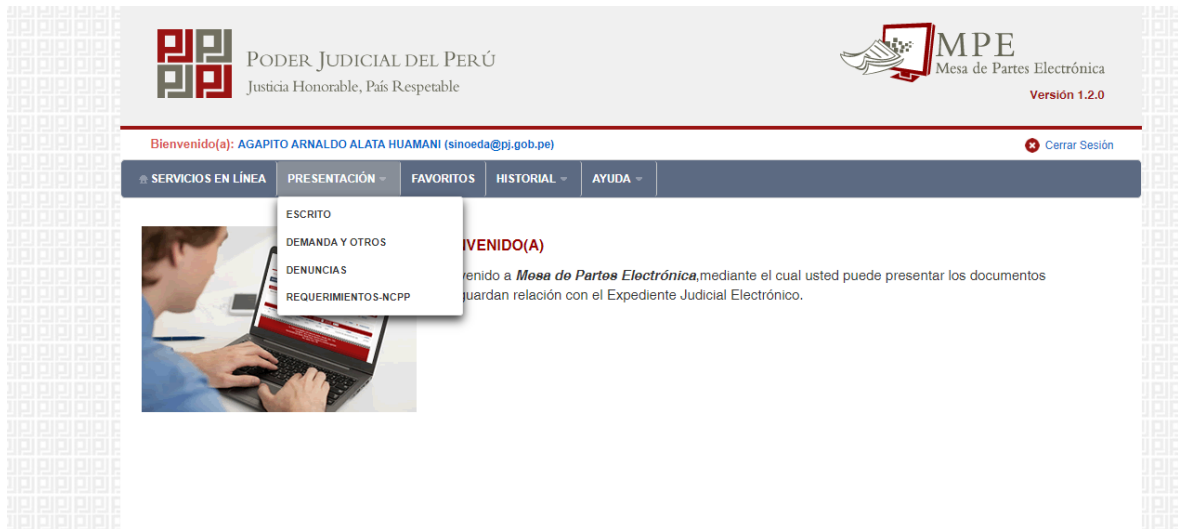 PODER JUDICIAL DEL PERÚ
Justicia Honorable, País Respetable
MPE
Mesa de Partes Electrónica
Versión 1.2.0
Bienvenido(a): AGAPITO ARNALDO ALATA HUAMANI (sinoeda@pj.gob.pe)
Cerrar Sesión
SERVICIOS EN LÍNEA PRESENTACIÓN FAVORITOS HISTORIAL AYUDA
ESCRITO
DEMANDA Y OTROS
DENUNCIAS
REQUERIMIENTOS-NCPP
VENIDO(A)
enido a Mesa de Partes Electrónica,mediante el cual usted puede presentar los documentos
guardan relación con el Expediente Judicial Electrónico.